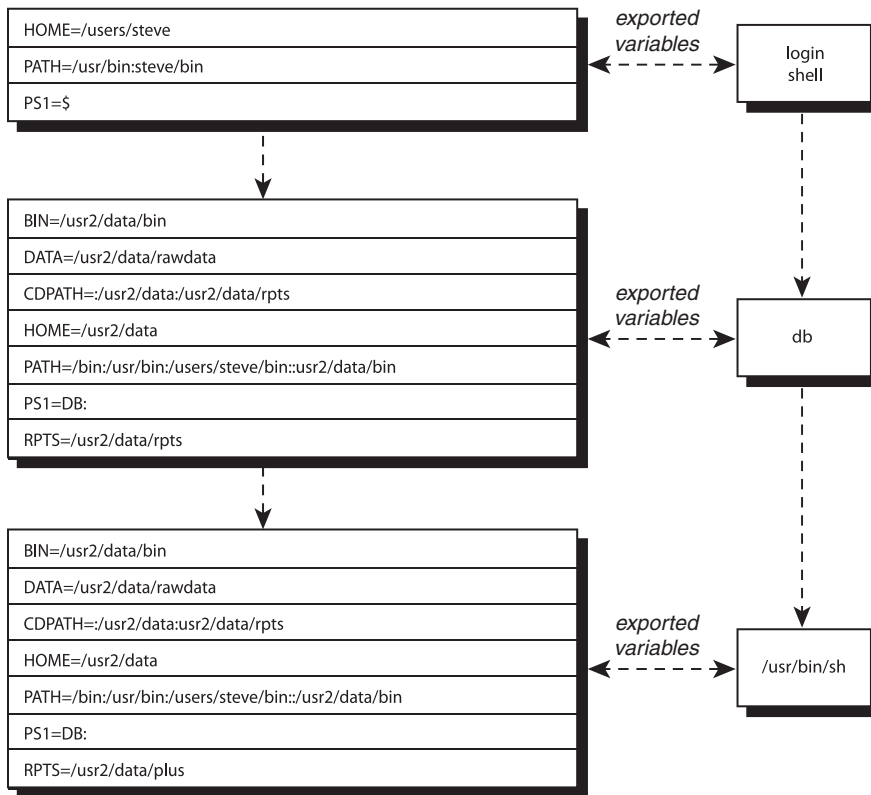 HOME=/users/steve
PATH=/usr/bin:steve/bin
PS1=$
exported
variables
login
shell
BIN=/usr2/data/bin
DATA=/usr2/data/rawdata
CDPATH=:/usr2/data:/usr2/data/rpts
HOME=/usr2/data
PATH=/bin:/usr/bin:/users/steve/bin::usr2/data/bin
PS1=DB:
RPTS=/usr2/data/rpts
exported
variables
db
BIN=/usr2/data/bin
DATA=/usr2/data/rawdata
CDPATH=:/usr2/data:usr2/data/rpts
HOME=/usr2/data
PATH=/bin:/usr/bin:/users/steve/bin::/usr2/data/bin
PS1=DB:
RPTS=/usr2/data/plus
exported
variables
/usr/bin/sh